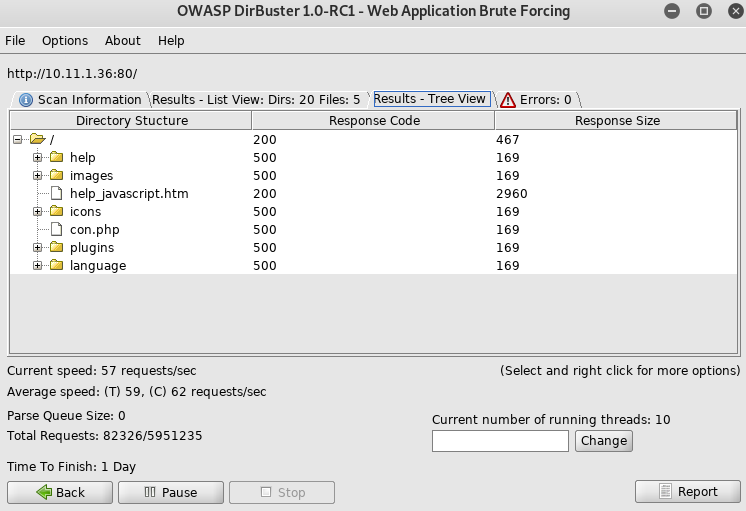 OWASP DirBuster 1.0-RC1 - Web Application Brute Forcing
File Options About Help
http://10.11.1.36:80/
Scan Information Results - List View: Dirs: 20 Files: 5 Results - Tree View Errors: 0
Directory Stucture Response Code Response Size
/ 200 467
help 500 169
images 500 169
help_javascript.htm 200 2960
icons 500 169
con.php 500 169
plugins 500 169
language 500 169
Current speed: 57 requests/sec (Select and right click for more options)
Average speed: (T) 59, (C) 62 requests/sec
Parse Queue Size: 0
Current number of running threads: 10
Total Requests: 82326/5951235
Change
Time To Finish: 1 Day
Back Pause Stop Report